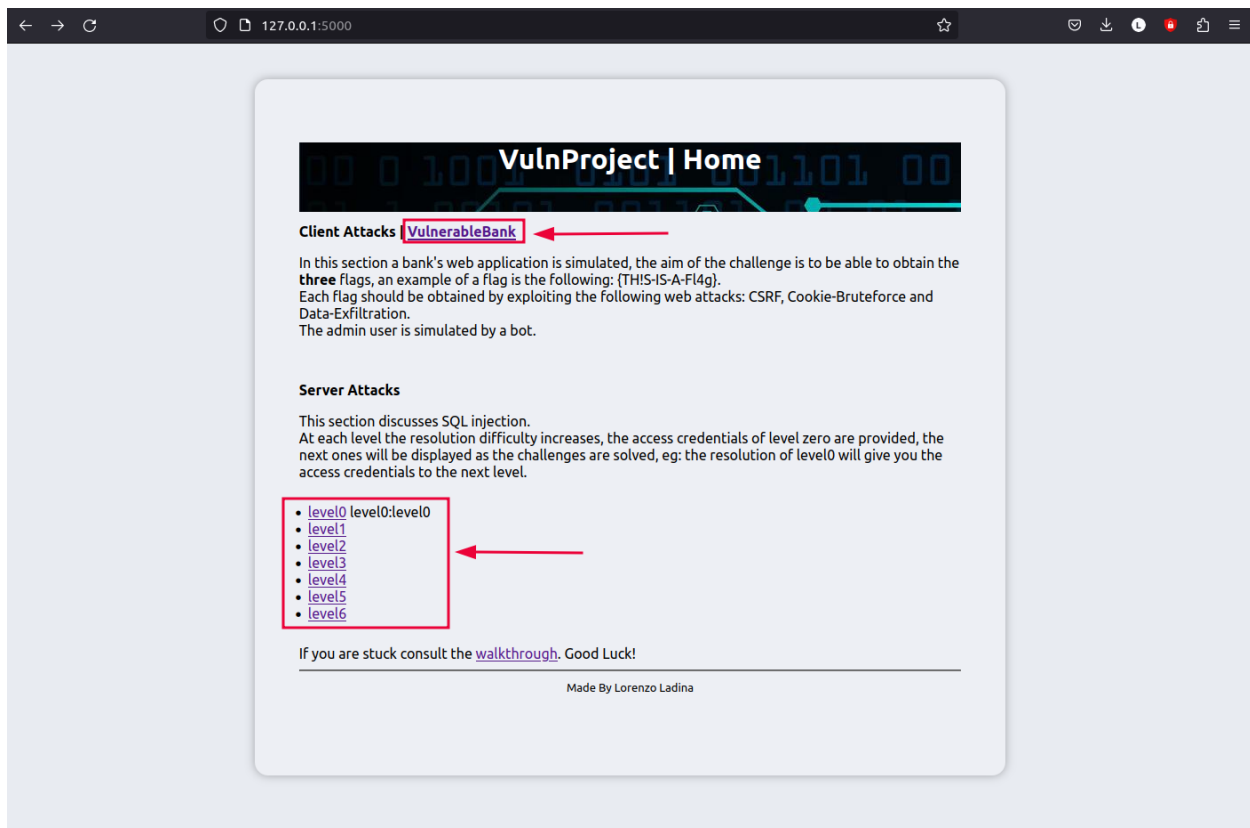 127.0.0.1:5000
VulnProject | Home
Client Attacks | VulnerableBank
In this section a bank's web application is simulated, the aim of the challenge is to be able to obtain the
three flags, an example of a flag is the following: {TH!S-IS-A-Fl4g}.
Each flag should be obtained by exploiting the following web attacks: CSRF, Cookie-Bruteforce and
Data-Exfiltration.
The admin user is simulated by a bot.
Server Attacks
This section discusses SQL injection.
At each level the resolution difficulty increases, the access credentials of level zero are provided, the
next ones will be displayed as the challenges are solved, eg: the resolution of level0 will give you the
access credentials to the next level.
• level0 level0:level0
• level1
• level2
• level3
• level4
• level5
• level6
If you are stuck consult the walkthrough. Good Luck!
Made By Lorenzo Ladina